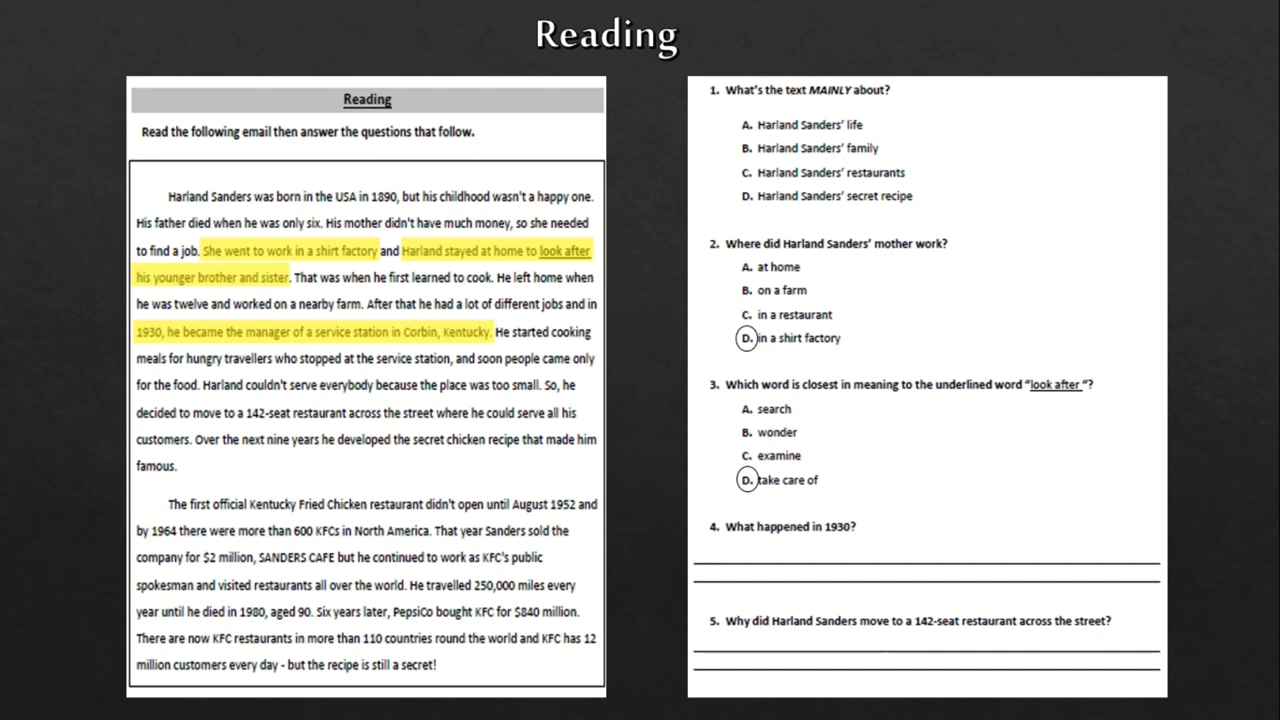 Reading
Reading
Read the following email then answer the questions that follow.
Harland Sanders was born in the USA in 1890, but his childhood wasn't a happy one.
His father died when he was only six. His mother didn't have much money, so she needed
to find a job. She went to work in a shirt factory and Harland stayed at home to look after
his younger brother and sister. That was when he first learned to cook. He left home when
he was twelve and worked on a nearby farm. After that he had a lot of different jobs and in
1930, he became the manager of a service station in Corbin, Kentucky. He started cooking
meals for hungry travellers who stopped at the service station, and soon people came only
for the food. Harland couldn't serve everybody because the place was too small. So, he
decided to move to a 142-seat restaurant across the street where he could serve all his
customers. Over the next nine years he developed the secret chicken recipe that made him
famous.
The first official Kentucky Fried Chicken restaurant didn't open until August 1952 and
by 1964 there were more than 600 KFCs in North America. That year Sanders sold the
company for $2 million, SANDERS CAFE but he continued to work as KFC's public
spokesman and visited restaurants all over the world. He travelled 250,000 miles every
year until he died in 1980, aged 90. Six years later, PepsiCo bought KFC for $840 million.
There are now KFC restaurants in more than 110 countries round the world and KFC has 12
million customers every day - but the recipe is still a secret!
1. What's the text MAINLY about?
A. Harland Sanders' life
B. Harland Sanders' family
C. Harland Sanders' restaurants
D. Harland Sanders' secret recipe
2. Where did Harland Sanders' mother work?
A. at home
B. on a farm
C. in a restaurant
D. in a shirt factory
3. Which word is closest in meaning to the underlined word “look after “?
A. search
B. wonder
C. examine
D. take care of
4. What happened in 1930?
5. Why did Harland Sanders move to a 142-seat restaurant across the street?